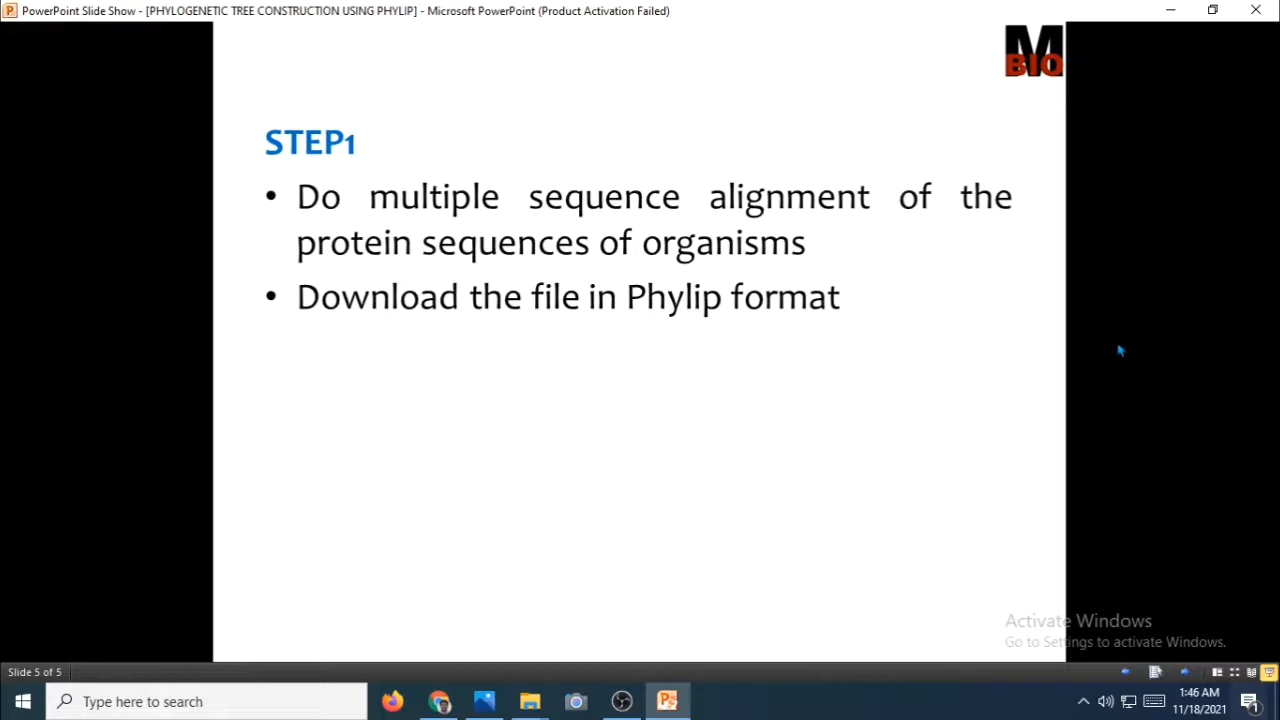 PowerPoint Slide Show - [PHYLOGENETIC TREE CONSTRUCTION USING PHYLIP] - Microsoft PowerPoint (Product Activation Failed)
M
BIO
STEP1
• Do multiple sequence alignment of the
protein sequences of organisms
• Download the file in Phylip format
Activate Windows
Go to Settings to activate Windows.
Slide 5 of 5
Type here to search
1:46 AM
11/18/2021
1